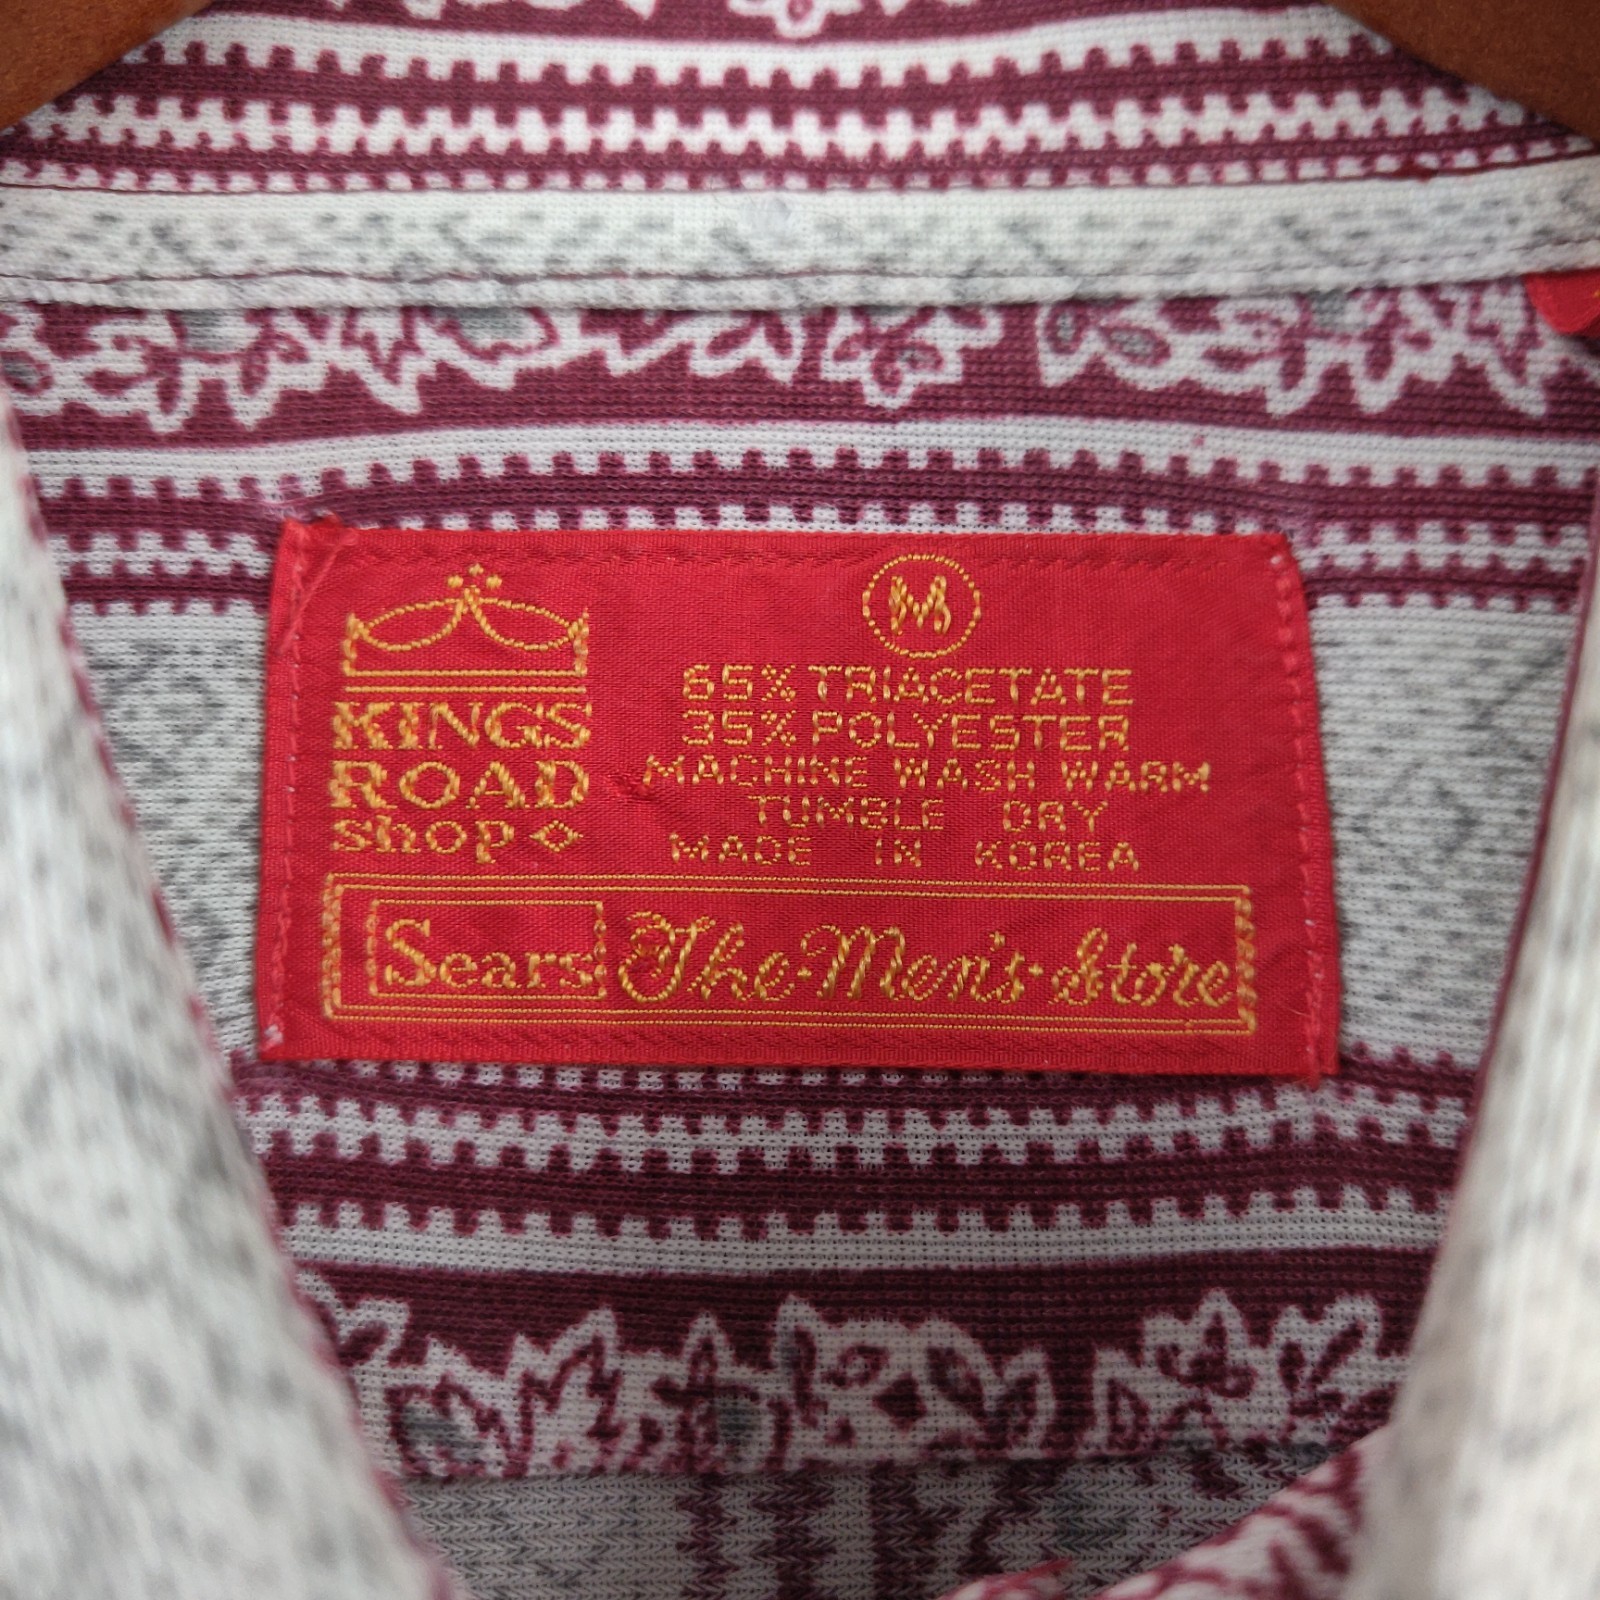 KINGS
ROAD
shop
M
65% TRIACETATE
35% POLYESTER
MACHINE WASH WARM
TUMBLE DRY
MADE IN KOREA
Sears The·Men's·Store